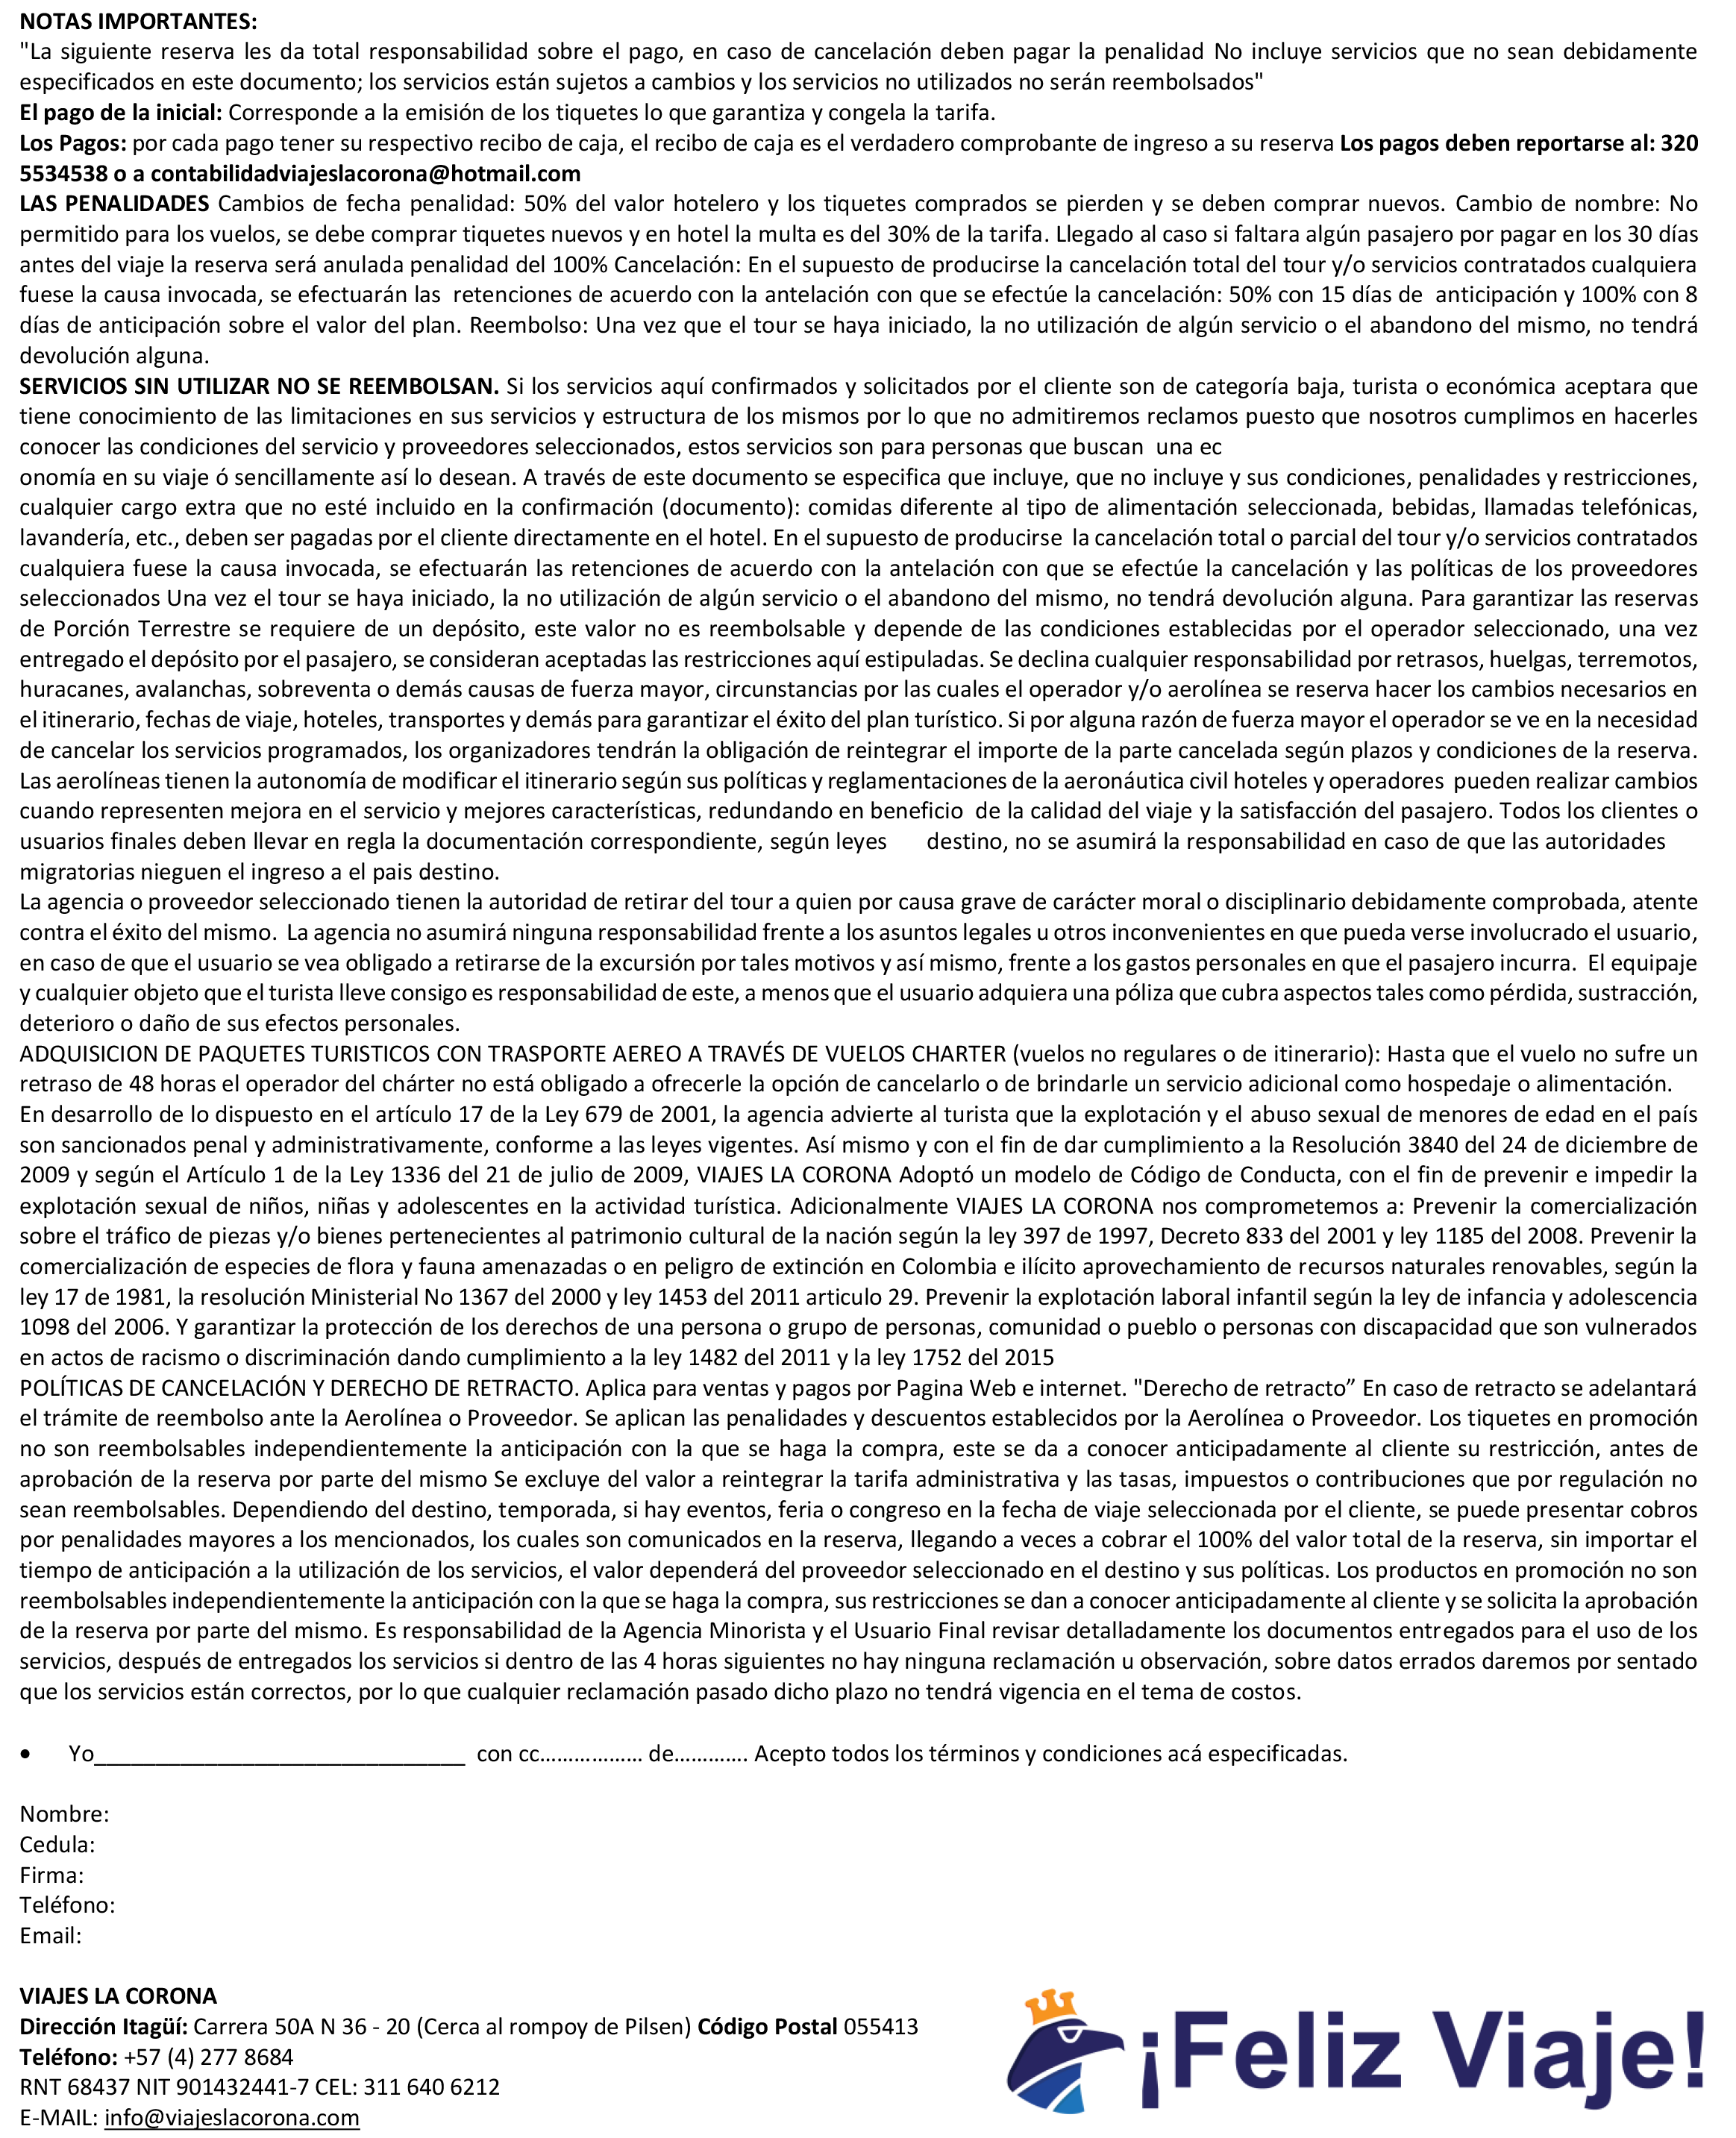 NOTAS IMPORTANTES:
"La siguiente reserva les da total responsabilidad sobre el pago, en caso de cancelación deben pagar la penalidad No incluye servicios que no sean debidamente
especificados en este documento; los servicios están sujetos a cambios y los servicios no utilizados no serán reembolsados"
El pago de la inicial: Corresponde a la emisión de los tiquetes lo que garantiza y congela la tarifa.
Los Pagos: por cada pago tener su respectivo recibo de caja, el recibo de caja es el verdadero comprobante de ingreso a su reserva Los pagos deben reportarse al: 320
5534538 o a contabilidadviajeslacorona@hotmail.com
LAS PENALIDADES Cambios de fecha penalidad: 50% del valor hotelero y los tiquetes comprados se pierden y se deben comprar nuevos. Cambio de nombre: No
permitido para los vuelos, se debe comprar tiquetes nuevos y en hotel la multa es del 30% de la tarifa. Llegado al caso si faltara algún pasajero por pagar en los 30 días
antes del viaje la reserva será anulada penalidad del 100% Cancelación: En el supuesto de producirse la cancelación total del tour y/o servicios contratados cualquiera
fuese la causa invocada, se efectuarán las retenciones de acuerdo con la antelación con que se efectúe la cancelación: 50% con 15 días de anticipación y 100% con 8
días de anticipación sobre el valor del plan. Reembolso: Una vez que el tour se haya iniciado, la no utilización de algún servicio o el abandono del mismo, no tendrá
devolución alguna.
SERVICIOS SIN UTILIZAR NO SE REEMBOLSAN. Si los servicios aquí confirmados y solicitados por el cliente son de categoría baja, turista o económica aceptara que
tiene conocimiento de las limitaciones en sus servicios y estructura de los mismos por lo que no admitiremos reclamos puesto que nosotros cumplimos en hacerles
conocer las condiciones del servicio y proveedores seleccionados, estos servicios son para personas que buscan una ec
onomía en su viaje ó sencillamente así lo desean. A través de este documento se especifica que incluye, que no incluye y sus condiciones, penalidades y restricciones,
cualquier cargo extra que no esté incluido en la confirmación (documento): comidas diferente al tipo de alimentación seleccionada, bebidas, llamadas telefónicas,
lavandería, etc., deben ser pagadas por el cliente directamente en el hotel. En el supuesto de producirse la cancelación total o parcial del tour y/o servicios contratados
cualquiera fuese la causa invocada, se efectuarán las retenciones de acuerdo con la antelación con que se efectúe la cancelación y las políticas de los proveedores
seleccionados Una vez el tour se haya iniciado, la no utilización de algún servicio o el abandono del mismo, no tendrá devolución alguna. Para garantizar las reservas
de Porción Terrestre se requiere de un depósito, este valor no es reembolsable y depende de las condiciones establecidas por el operador seleccionado, una vez
entregado el depósito por el pasajero, se consideran aceptadas las restricciones aquí estipuladas. Se declina cualquier responsabilidad por retrasos, huelgas, terremotos,
huracanes, avalanchas, sobreventa o demás causas de fuerza mayor, circunstancias por las cuales el operador y/o aerolínea se reserva hacer los cambios necesarios en
el itinerario, fechas de viaje, hoteles, transportes y demás para garantizar el éxito del plan turístico. Si por alguna razón de fuerza mayor el operador se ve en la necesidad
de cancelar los servicios programados, los organizadores tendrán la obligación de reintegrar el importe de la parte cancelada según plazos y condiciones de la reserva.
Las aerolíneas tienen la autonomía de modificar el itinerario según sus políticas y reglamentaciones de la aeronáutica civil hoteles y operadores pueden realizar cambios
cuando representen mejora en el servicio y mejores características, redundando en beneficio de la calidad del viaje y la satisfacción del pasajero. Todos los clientes o
usuarios finales deben llevar en regla la documentación correspondiente, según leyes destino, no se asumirá la responsabilidad en caso de que las autoridades
migratorias nieguen el ingreso a el pais destino.
La agencia o proveedor seleccionado tienen la autoridad de retirar del tour a quien por causa grave de carácter moral o disciplinario debidamente comprobada, atente
contra el éxito del mismo. La agencia no asumirá ninguna responsabilidad frente a los asuntos legales u otros inconvenientes en que pueda verse involucrado el usuario,
en caso de que el usuario se vea obligado a retirarse de la excursión por tales motivos y así mismo, frente a los gastos personales en que el pasajero incurra. El equipaje
y cualquier objeto que el turista lleve consigo es responsabilidad de este, a menos que el usuario adquiera una póliza que cubra aspectos tales como pérdida, sustracción,
deterioro o daño de sus efectos personales.
ADQUISICION DE PAQUETES TURISTICOS CON TRASPORTE AEREO A TRAVÉS DE VUELOS CHARTER (vuelos no regulares o de itinerario): Hasta que el vuelo no sufre un
retraso de 48 horas el operador del chárter no está obligado a ofrecerle la opción de cancelarlo o de brindarle un servicio adicional como hospedaje o alimentación.
En desarrollo de lo dispuesto en el artículo 17 de la Ley 679 de 2001, la agencia advierte al turista que la explotación y el abuso sexual de menores de edad en el país
son sancionados penal y administrativamente, conforme a las leyes vigentes. Así mismo y con el fin de dar cumplimiento a la Resolución 3840 del 24 de diciembre de
2009 y según el Artículo 1 de la Ley 1336 del 21 de julio de 2009, VIAJES LA CORONA Adoptó un modelo de Código de Conducta, con el fin de prevenir e impedir la
explotación sexual de niños, niñas y adolescentes en la actividad turística. Adicionalmente VIAJES LA CORONA nos comprometemos a: Prevenir la comercialización
sobre el tráfico de piezas y/o bienes pertenecientes al patrimonio cultural de la nación según la ley 397 de 1997, Decreto 833 del 2001 y ley 1185 del 2008. Prevenir la
comercialización de especies de flora y fauna amenazadas o en peligro de extinción en Colombia e ilícito aprovechamiento de recursos naturales renovables, según la
ley 17 de 1981, la resolución Ministerial No 1367 del 2000 y ley 1453 del 2011 articulo 29. Prevenir la explotación laboral infantil según la ley de infancia y adolescencia
1098 del 2006. Y garantizar la protección de los derechos de una persona o grupo de personas, comunidad o pueblo o personas con discapacidad que son vulnerados
en actos de racismo o discriminación dando cumplimiento a la ley 1482 del 2011 y la ley 1752 del 2015
POLÍTICAS DE CANCELACIÓN Y DERECHO DE RETRACTO. Aplica para ventas y pagos por Pagina Web e internet. "Derecho de retracto” En caso de retracto se adelantará
el trámite de reembolso ante la Aerolínea o Proveedor. Se aplican las penalidades y descuentos establecidos por la Aerolínea o Proveedor. Los tiquetes en promoción
no son reembolsables independientemente la anticipación con la que se haga la compra, este se da a conocer anticipadamente al cliente su restricción, antes de
aprobación de la reserva por parte del mismo Se excluye del valor a reintegrar la tarifa administrativa y las tasas, impuestos o contribuciones que por regulación no
sean reembolsables. Dependiendo del destino, temporada, si hay eventos, feria o congreso en la fecha de viaje seleccionada por el cliente, se puede presentar cobros
por penalidades mayores a los mencionados, los cuales son comunicados en la reserva, llegando a veces a cobrar el 100% del valor total de la reserva, sin importar el
tiempo de anticipación a la utilización de los servicios, el valor dependerá del proveedor seleccionado en el destino y sus políticas. Los productos en promoción no son
reembolsables independientemente la anticipación con la que se haga la compra, sus restricciones se dan a conocer anticipadamente al cliente y se solicita la aprobación
de la reserva por parte del mismo. Es responsabilidad de la Agencia Minorista y el Usuario Final revisar detalladamente los documentos entregados para el uso de los
servicios, después de entregados los servicios si dentro de las 4 horas siguientes no hay ninguna reclamación u observación, sobre datos errados daremos por sentado
que los servicios están correctos, por lo que cualquier reclamación pasado dicho plazo no tendrá vigencia en el tema de costos.
• Yo______________________________ con cc……………… de…………. Acepto todos los términos y condiciones acá especificadas.
Nombre:
Cedula:
Firma:
Teléfono:
Email:
VIAJES LA CORONA
Dirección Itagüí: Carrera 50A N 36 - 20 (Cerca al rompoy de Pilsen) Código Postal 055413
Teléfono: +57 (4) 277 8684
RNT 68437 NIT 901432441-7 CEL: 311 640 6212
E-MAIL: info@viajeslacorona.com
¡Feliz Viaje!